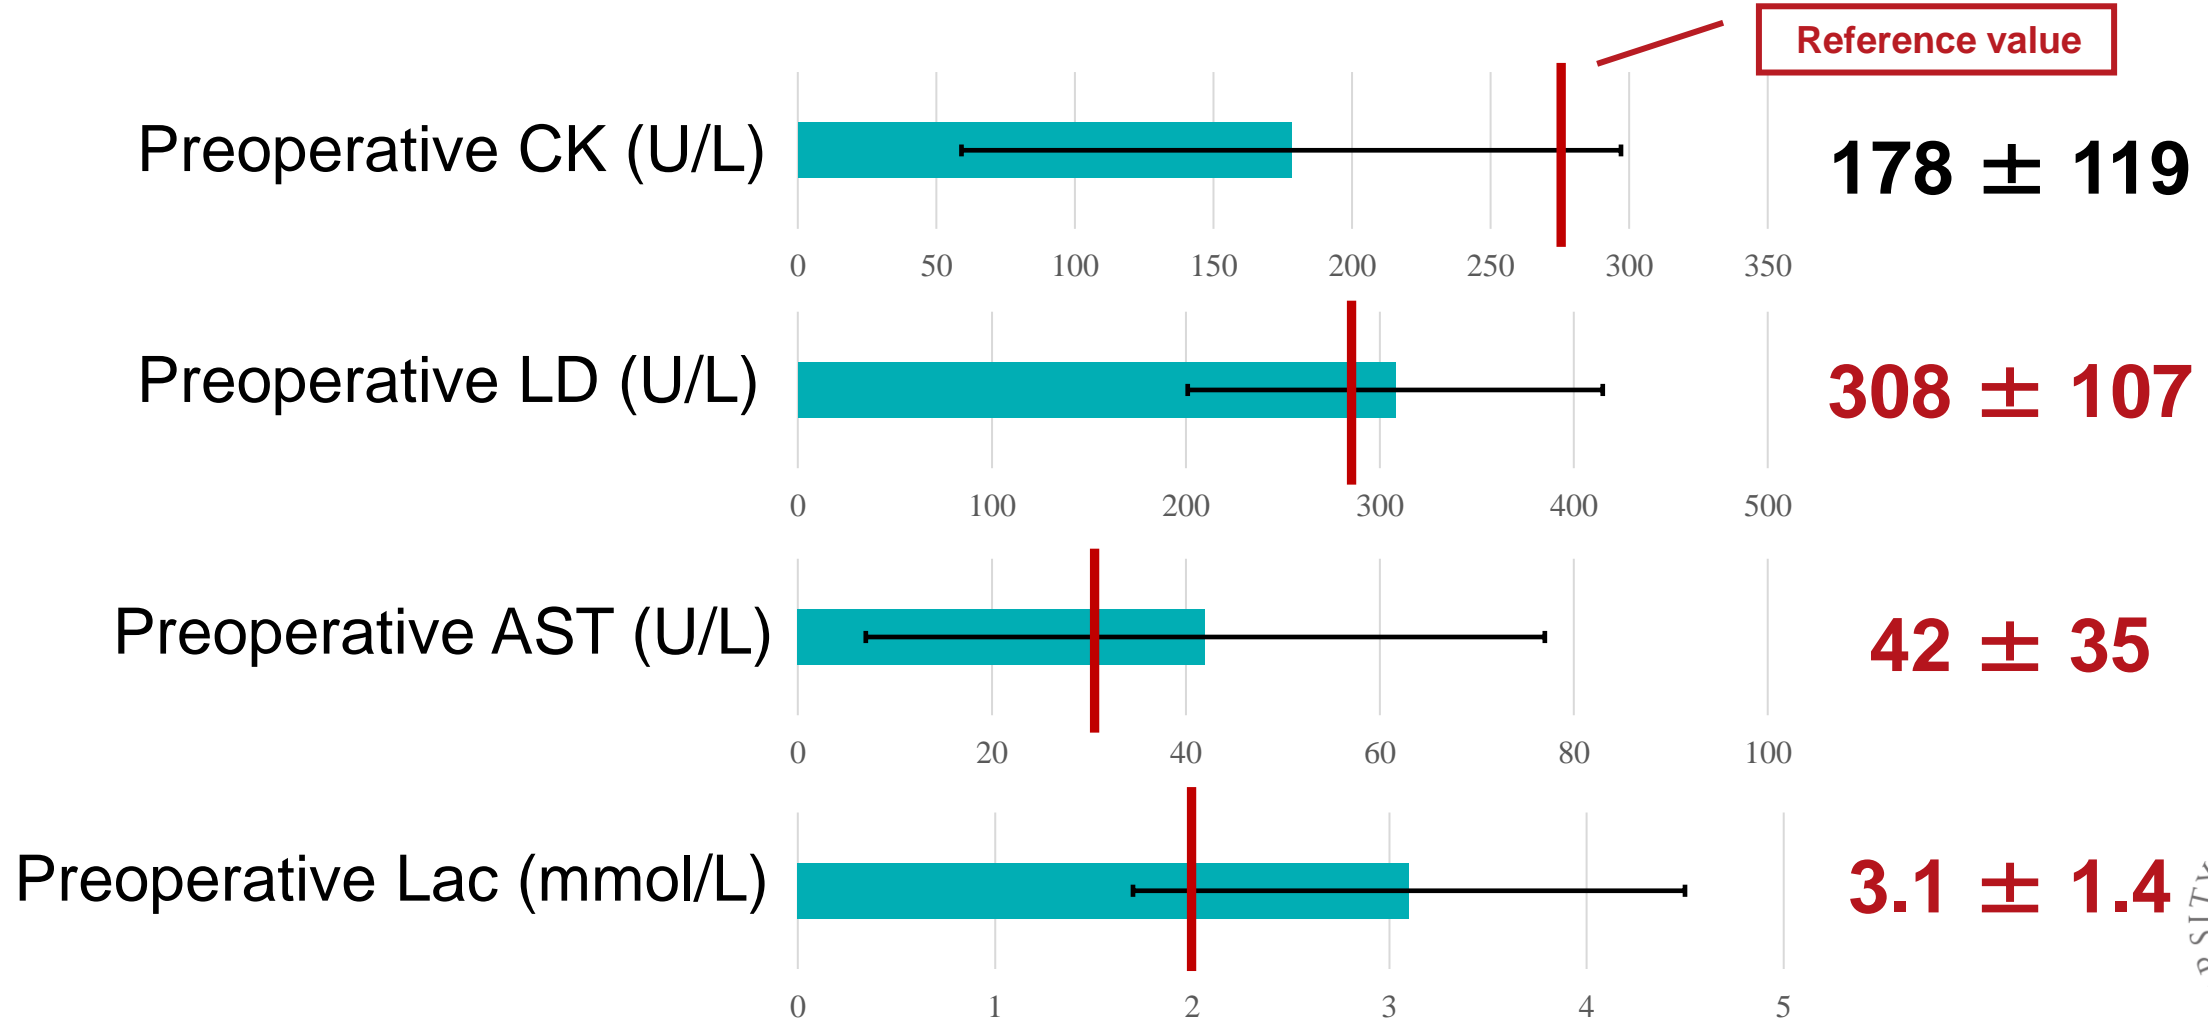 Reference value
Preoperative CK (U/L)
178 ± 119
0 50 100 150 200 250 300 350
Preoperative LD (U/L)
308 ± 107
0 100 200 300 400 500
Preoperative AST (U/L)
42 ± 35
0 20 40 60 80 100
Preoperative Lac (mmol/L)
3.1 ± 1.4
0 1 2 3 4 5